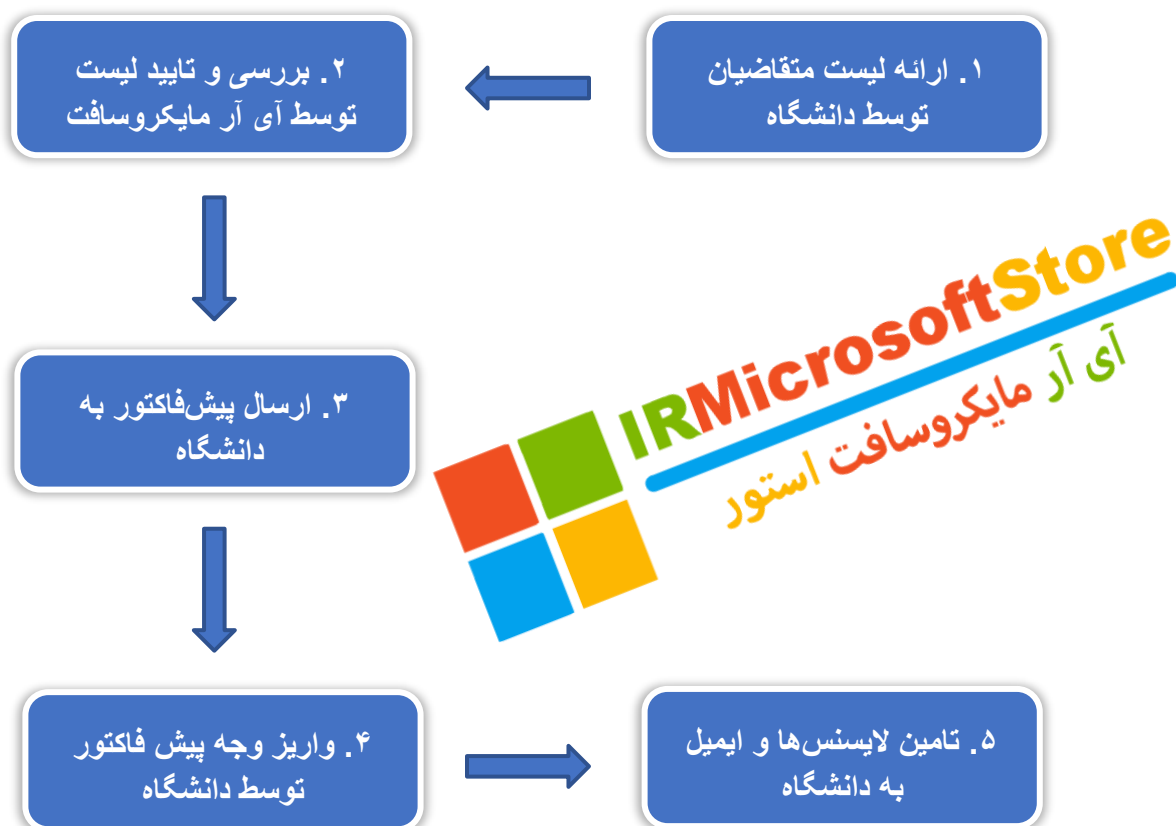 ۱. ارائه لیست متقاضیان
توسط دانشگاه
۲. بررسی و تایید لیست
توسط آی آر مایکروسافت
۳. ارسال پیش‌فاکتور به
دانشگاه
۴. واریز وجه پیش فاکتور
توسط دانشگاه
۵. تامین لایسنس‌ها و ایمیل
به دانشگاه
IRMicrosoftStore
آی آر مایکروسافت استور